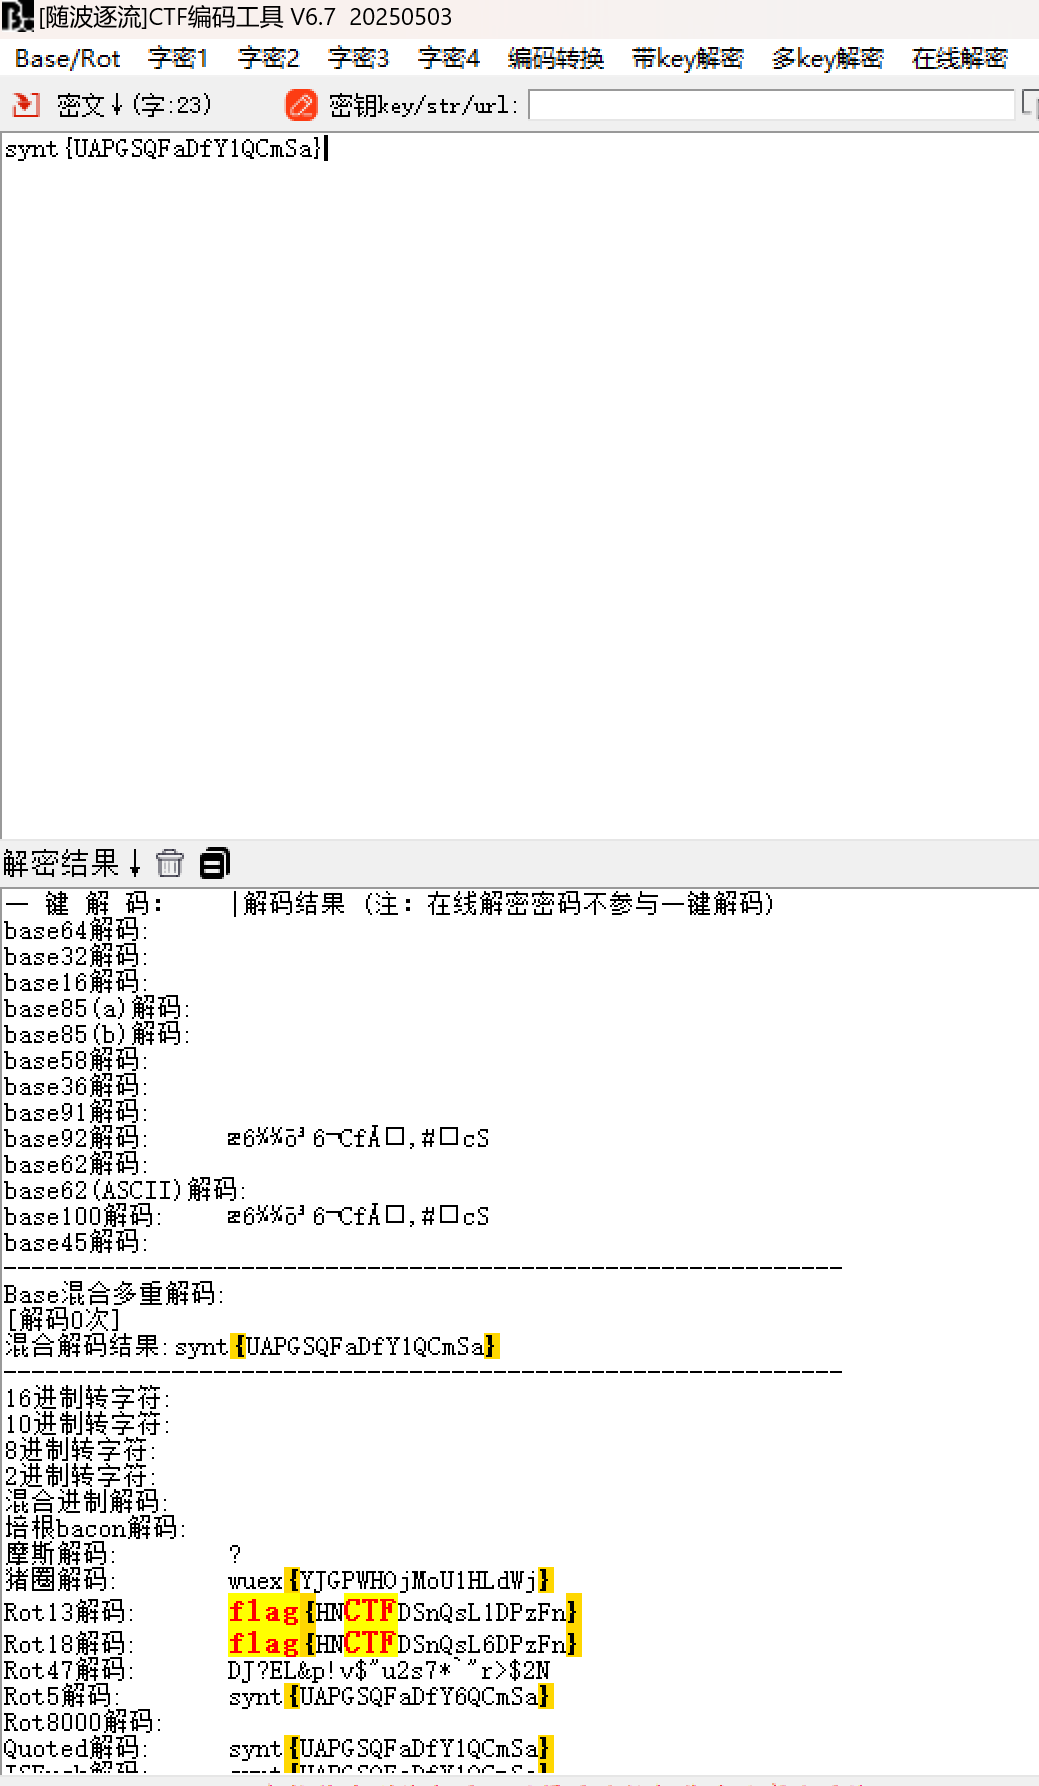 [随波逐流]CTF编码工具 V6.7 20250503
Base/Rot 字密1 字密2 字密3 字密4 编码转换 带key解密 多key解密 在线解密
密文↓(字:23) 密钥key/str/url:
synt{UAPGSQFaDfY1QCmSa}
解密结果↓
一 键 解 码: |解码结果 (注: 在线解密密码不参与一键解码)
base64解码:
base32解码:
base16解码:
base85(a)解码:
base85(b)解码:
base58解码:
base36解码:
base91解码:
base92解码:
base62解码:
base62(ASCII)解码:
base100解码:
base45解码:
------------------------------------------------------------
Base混合多重解码:
[解码0次]
混合解码结果:synt{UAPGSQFaDfY1QCmSa}
------------------------------------------------------------
16进制转字符:
10进制转字符:
8进制转字符:
2进制转字符:
混合进制解码:
培根bacon解码:
摩斯解码: ?
猪圈解码: wuex{YJGPWHOjMoU1HLdWj}
Rot13解码: flag{HNCTFDSnQsL1DPzFn}
Rot18解码: flag{HNCTFDSnQsL6DPzFn}
Rot47解码: DJ?EL&p!v$"u2s7*`"r>$2N
Rot5解码: synt{UAPGSQFaDfY6QCmSa}
Rot8000解码:
Quoted解码: synt{UAPGSQFaDfY1QCmSa}